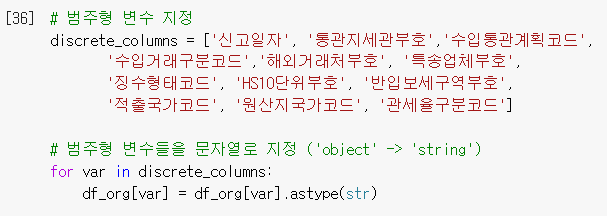 [36] # 범주형 변수 지정
discrete_columns = ['신고일자', '통관지세관부호','수입통관계획코드',
'수입거래구분코드','해외거래처부호', '특송업체부호',
'징수형태코드', 'HS10단위부호', '반입보세구역부호',
'적출국가코드', '원산지국가코드', '관세율구분코드']
# 범주형 변수들을 문자열로 지정 ('object' -> 'string')
for var in discrete_columns:
df_org[var] = df_org[var].astype(str)